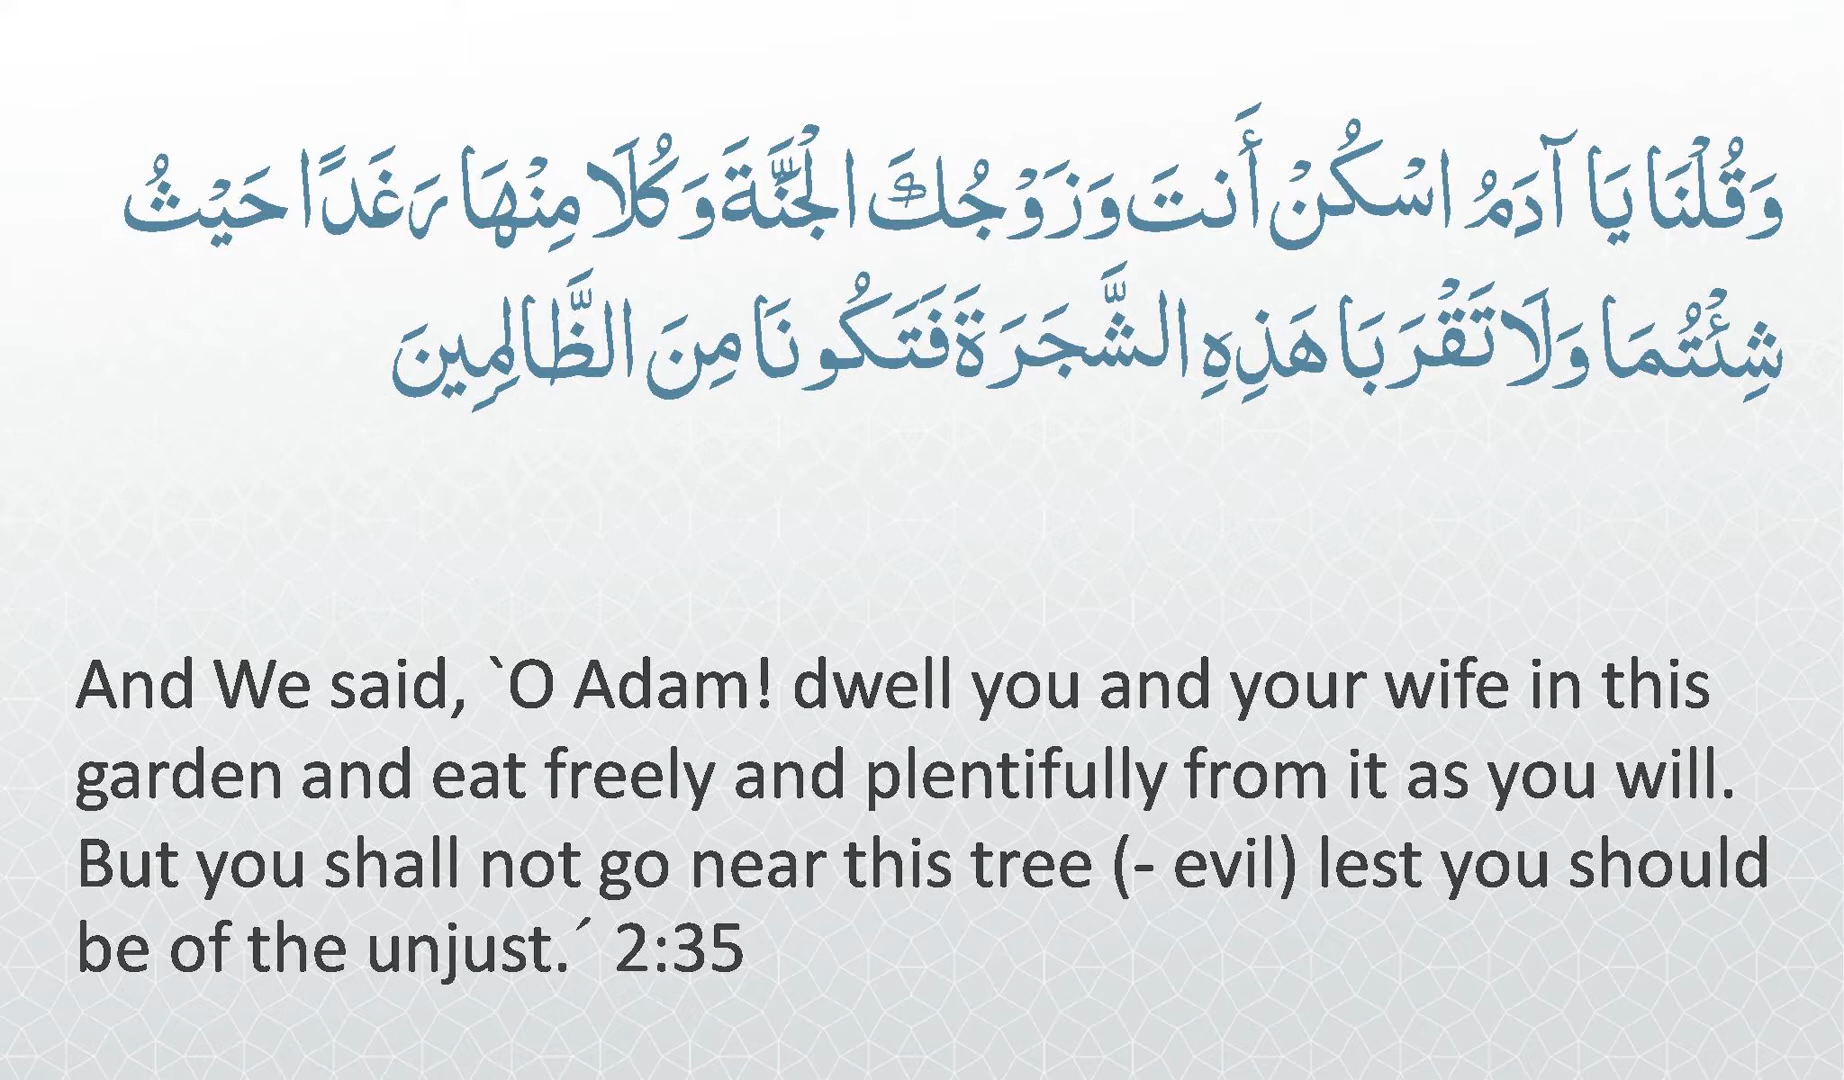 وَقُلْنَا يَا آدَمُ اسْكُنْ أَنتَ وَزَوْجُكَ الْجَنَّةَ وَكُلَا مِنْهَا رَغَدًا حَيْثُ
شِئْتُمَا وَلَا تَقْرَبَا هَذِهِ الشَّجَرَةَ فَتَكُونَا مِنَ الظَّالِمِينَ
And We said, `O Adam! dwell you and your wife in this
garden and eat freely and plentifully from it as you will.
But you shall not go near this tree (- evil) lest you should
be of the unjust.´ 2:35